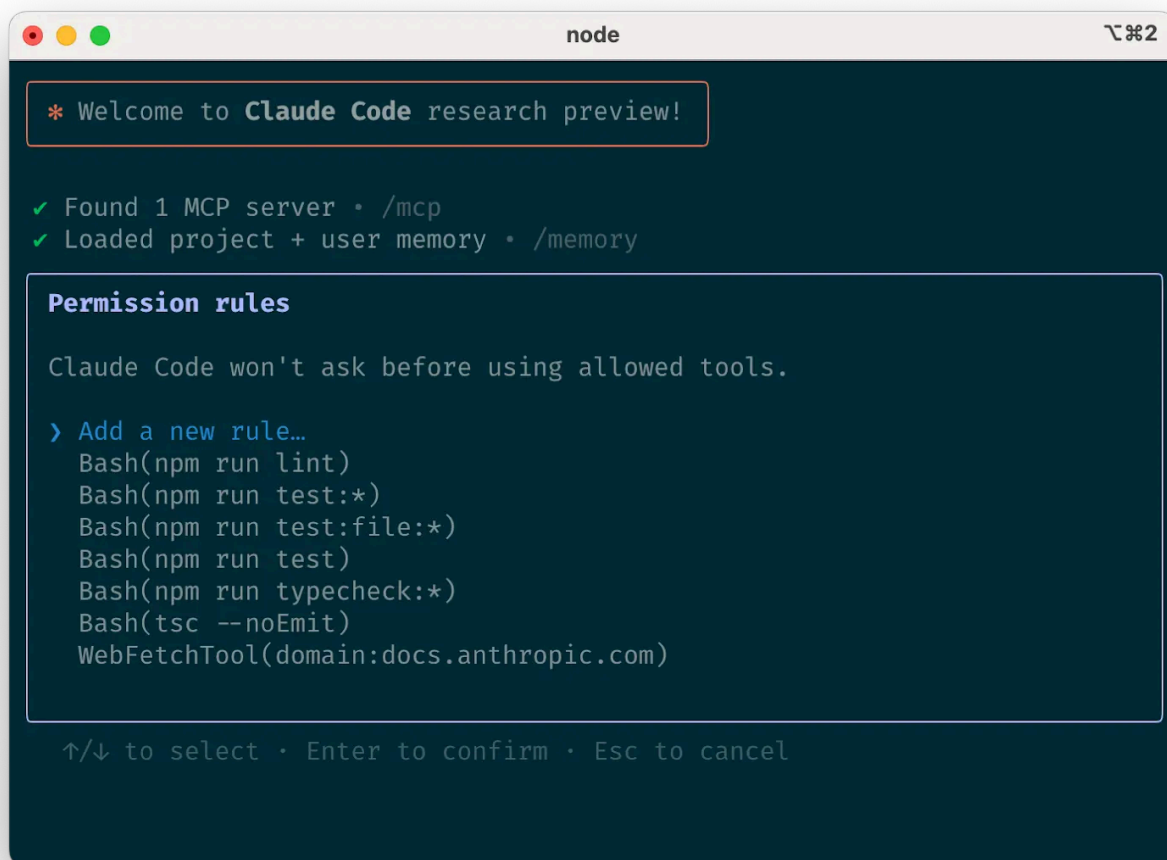 node ⌥⌘2
✻ Welcome to Claude Code research preview!
✔ Found 1 MCP server • /mcp
✔ Loaded project + user memory • /memory
Permission rules
Claude Code won't ask before using allowed tools.
❯ Add a new rule…
Bash(npm run lint)
Bash(npm run test:*)
Bash(npm run test:file:*)
Bash(npm run test)
Bash(npm run typecheck:*)
Bash(tsc --noEmit)
WebFetchTool(domain:docs.anthropic.com)
↑/↓ to select · Enter to confirm · Esc to cancel